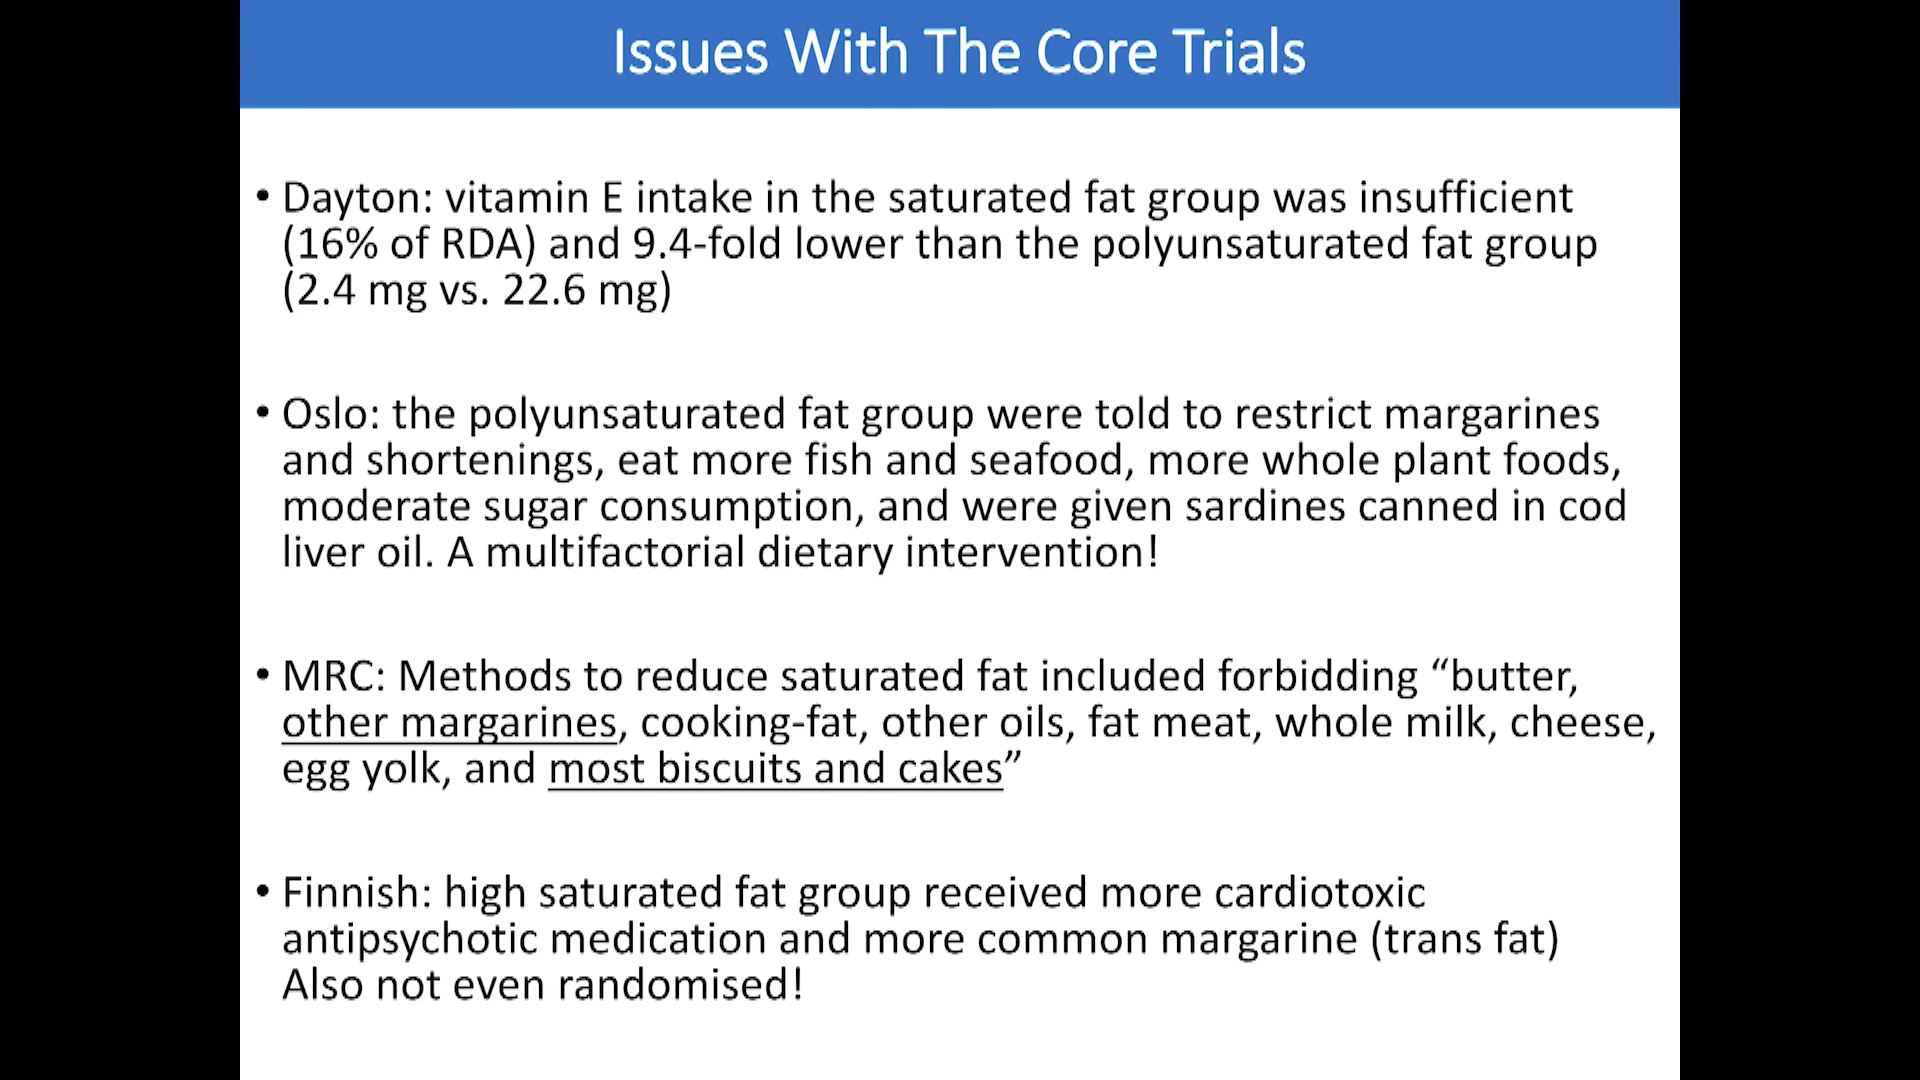 Issues With The Core Trials
• Dayton: vitamin E intake in the saturated fat group was insufficient
(16% of RDA) and 9.4-fold lower than the polyunsaturated fat group
(2.4 mg vs. 22.6 mg)
• Oslo: the polyunsaturated fat group were told to restrict margarines
and shortenings, eat more fish and seafood, more whole plant foods,
moderate sugar consumption, and were given sardines canned in cod
liver oil. A multifactorial dietary intervention!
• MRC: Methods to reduce saturated fat included forbidding “butter,
other margarines, cooking-fat, other oils, fat meat, whole milk, cheese,
egg yolk, and most biscuits and cakes”
• Finnish: high saturated fat group received more cardiotoxic
antipsychotic medication and more common margarine (trans fat)
Also not even randomised!